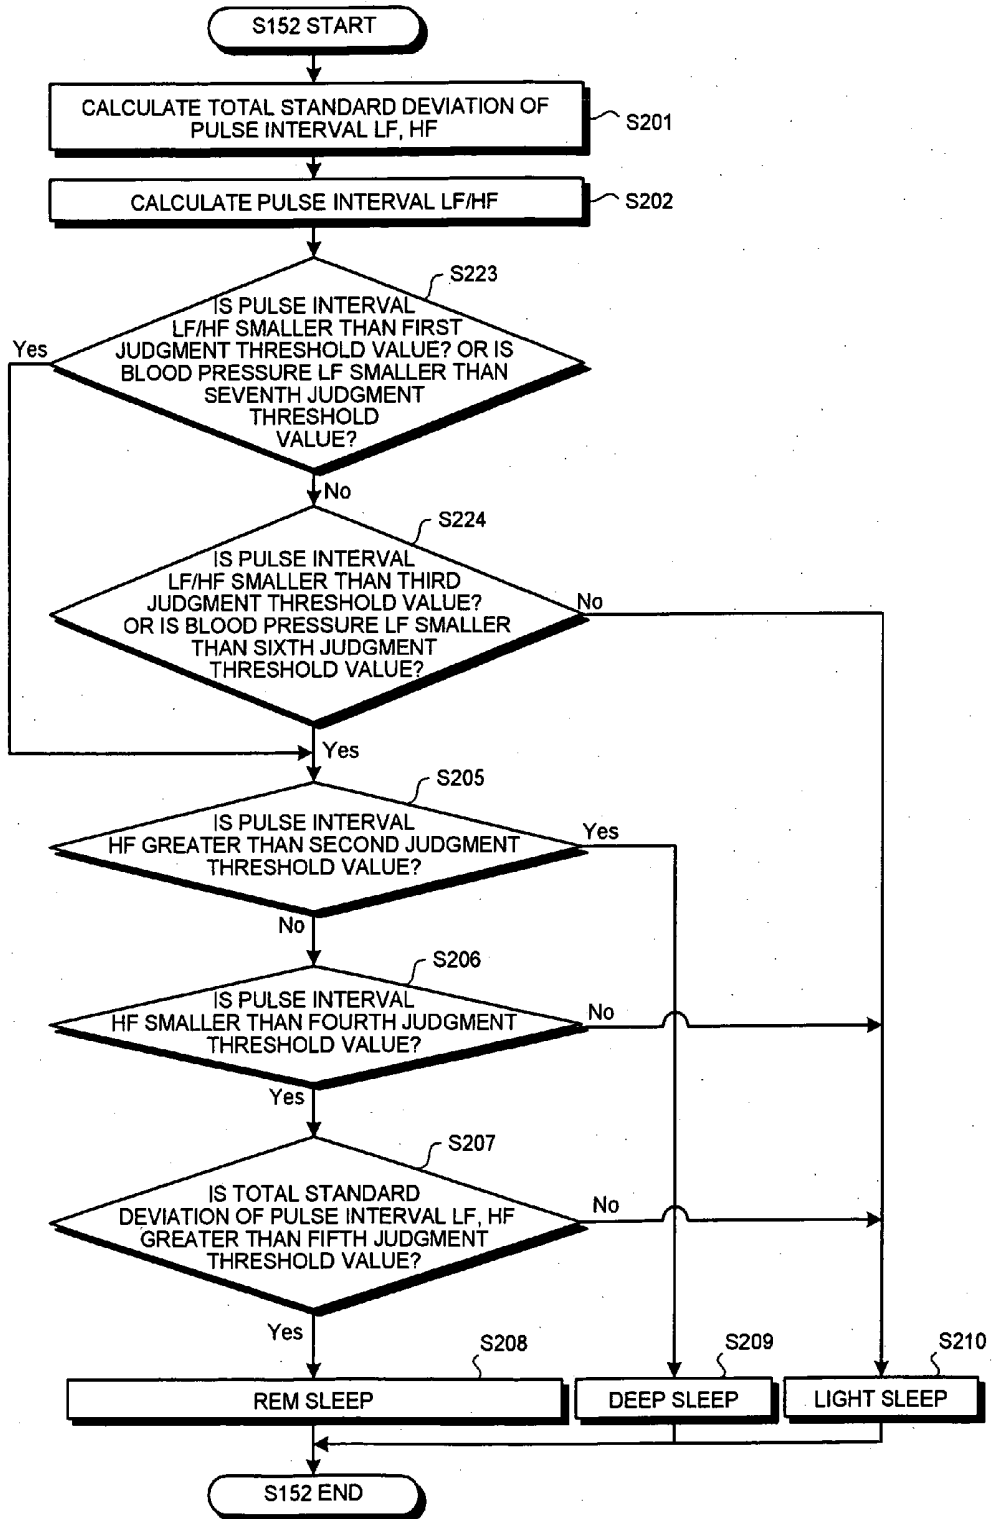 S152 START
CALCULATE TOTAL STANDARD DEVIATION OF
PULSE INTERVAL LF, HF
S201
CALCULATE PULSE INTERVAL LF/HF
S202
S223
IS PULSE INTERVAL
LF/HF SMALLER THAN FIRST
JUDGMENT THRESHOLD VALUE? OR IS
BLOOD PRESSURE LF SMALLER THAN
SEVENTH JUDGMENT
THRESHOLD
VALUE?
Yes
No
S224
IS PULSE INTERVAL
LF/HF SMALLER THAN THIRD
JUDGMENT THRESHOLD VALUE?
OR IS BLOOD PRESSURE LF SMALLER
THAN SIXTH JUDGMENT
THRESHOLD VALUE?
No
Yes
S205
IS PULSE INTERVAL
HF GREATER THAN SECOND JUDGMENT
THRESHOLD VALUE?
Yes
No
S206
IS PULSE INTERVAL
HF SMALLER THAN FOURTH JUDGMENT
THRESHOLD VALUE?
No
Yes
S207
IS TOTAL STANDARD
DEVIATION OF PULSE INTERVAL LF, HF
GREATER THAN FIFTH JUDGMENT
THRESHOLD VALUE?
No
Yes
S208
REM SLEEP
S209
DEEP SLEEP
S210
LIGHT SLEEP
S152 END